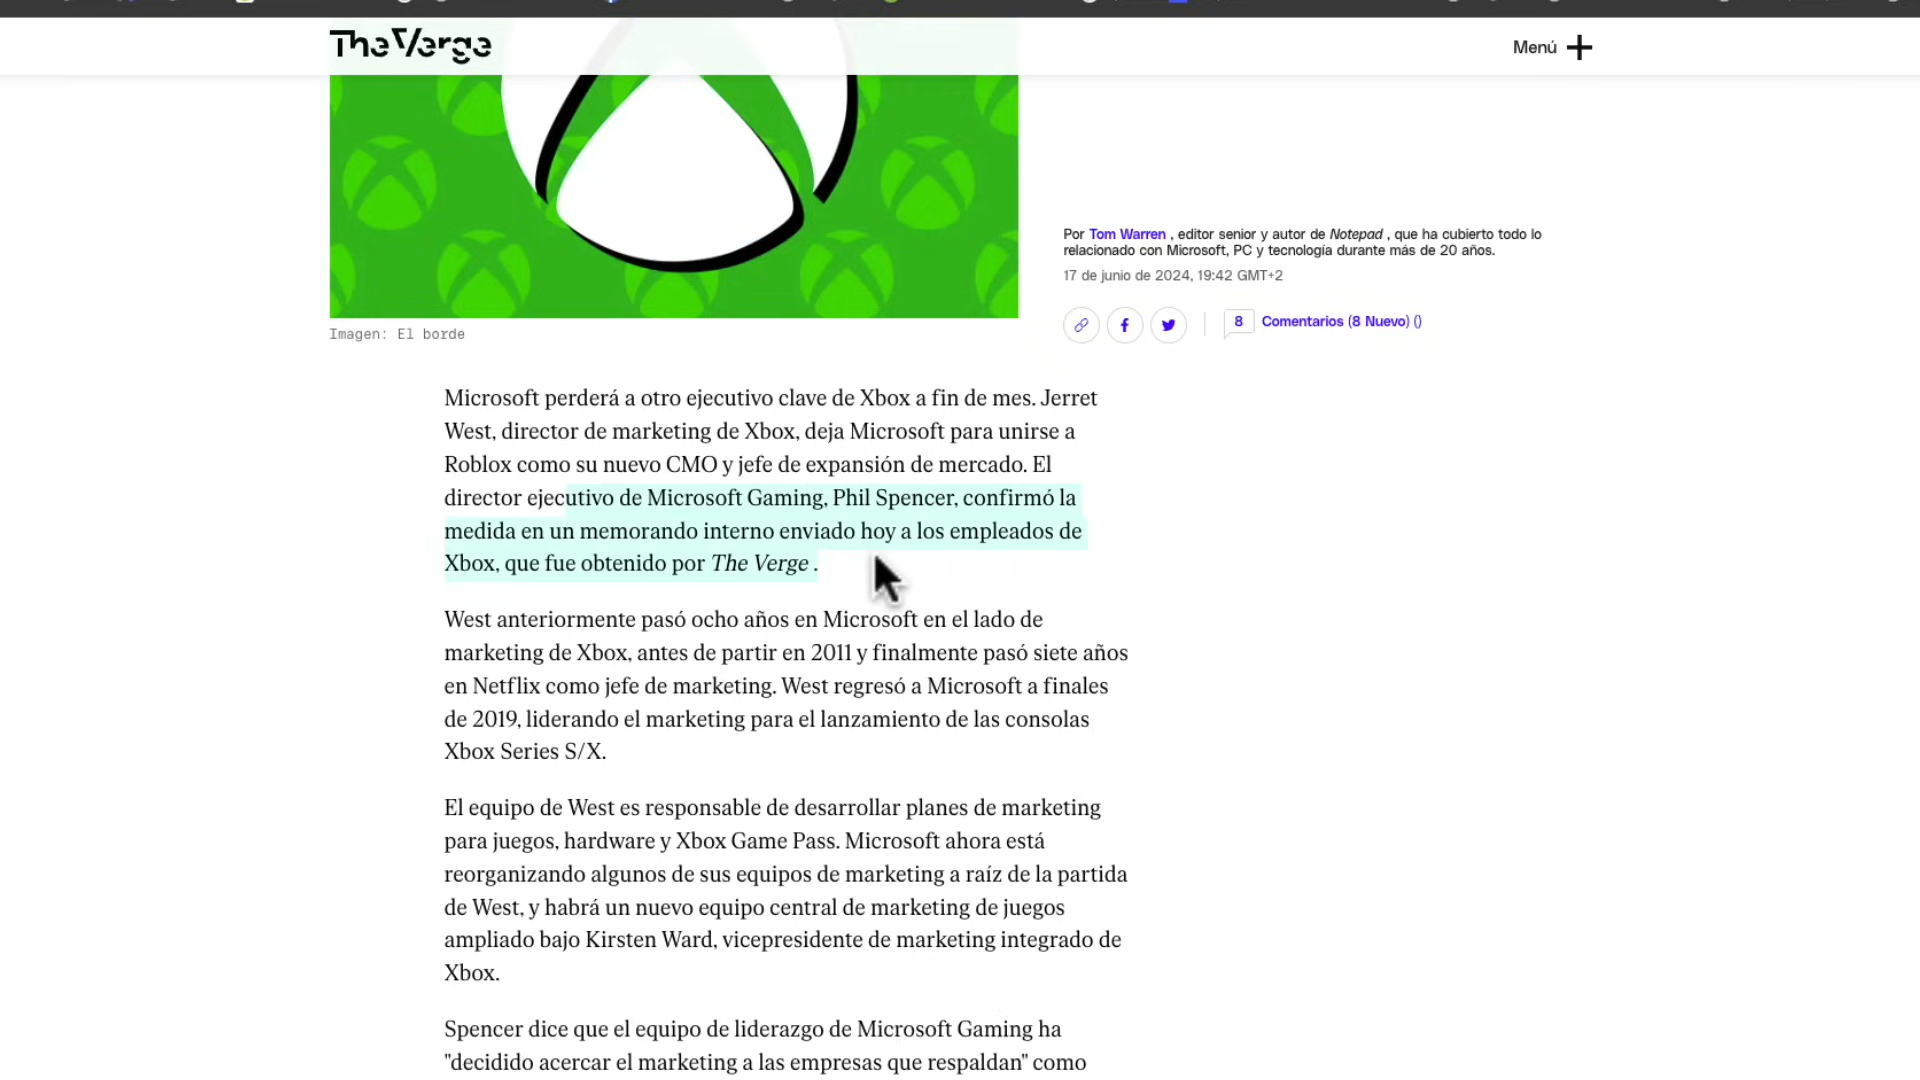 The Verge
Menú
Imagen: El borde
Por Tom Warren , editor senior y autor de Notepad , que ha cubierto todo lo
relacionado con Microsoft, PC y tecnología durante más de 20 años.
17 de junio de 2024, 19:42 GMT+2
8 Comentarios (8 Nuevo) ()
Microsoft perderá a otro ejecutivo clave de Xbox a fin de mes. Jerret
West, director de marketing de Xbox, deja Microsoft para unirse a
Roblox como su nuevo CMO y jefe de expansión de mercado. El
director ejecutivo de Microsoft Gaming, Phil Spencer, confirmó la
medida en un memorando interno enviado hoy a los empleados de
Xbox, que fue obtenido por The Verge .
West anteriormente pasó ocho años en Microsoft en el lado de
marketing de Xbox, antes de partir en 2011 y finalmente pasó siete años
en Netflix como jefe de marketing. West regresó a Microsoft a finales
de 2019, liderando el marketing para el lanzamiento de las consolas
Xbox Series S/X.
El equipo de West es responsable de desarrollar planes de marketing
para juegos, hardware y Xbox Game Pass. Microsoft ahora está
reorganizando algunos de sus equipos de marketing a raíz de la partida
de West, y habrá un nuevo equipo central de marketing de juegos
ampliado bajo Kirsten Ward, vicepresidente de marketing integrado de
Xbox.
Spencer dice que el equipo de liderazgo de Microsoft Gaming ha
"decidido acercar el marketing a las empresas que respaldan" como